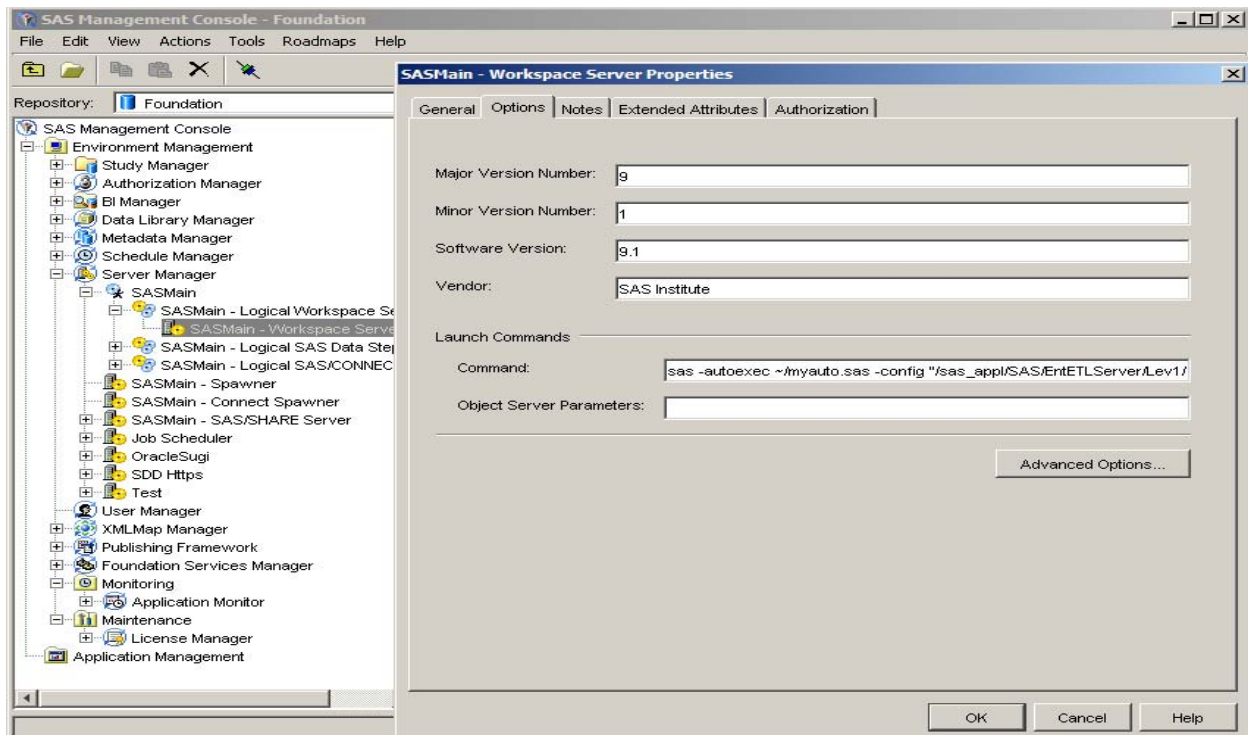 SAS Management Console - Foundation
File Edit View Actions Tools Roadmaps Help
Repository: Foundation
SAS Management Console
Environment Management
Study Manager
Authorization Manager
BI Manager
Data Library Manager
Metadata Manager
Schedule Manager
Server Manager
SASMain
SASMain - Logical Workspace Se
SASMain - Workspace Serve
SASMain - Logical SAS Data Step
SASMain - Logical SAS/CONNEC
SASMain - Spawner
SASMain - Connect Spawner
SASMain - SAS/SHARE Server
Job Scheduler
OracleSugi
SDD Https
Test
User Manager
XMLMap Manager
Publishing Framework
Foundation Services Manager
Monitoring
Application Monitor
Maintenance
License Manager
Application Management
SASMain - Workspace Server Properties
General Options Notes Extended Attributes Authorization
Major Version Number: 9
Minor Version Number: 1
Software Version: 9.1
Vendor: SAS Institute
Launch Commands
Command: sas -autoexec ~/myauto.sas -config "/sas_appl/SAS/EntETLServer/Lev1/
Object Server Parameters:
Advanced Options...
OK Cancel Help